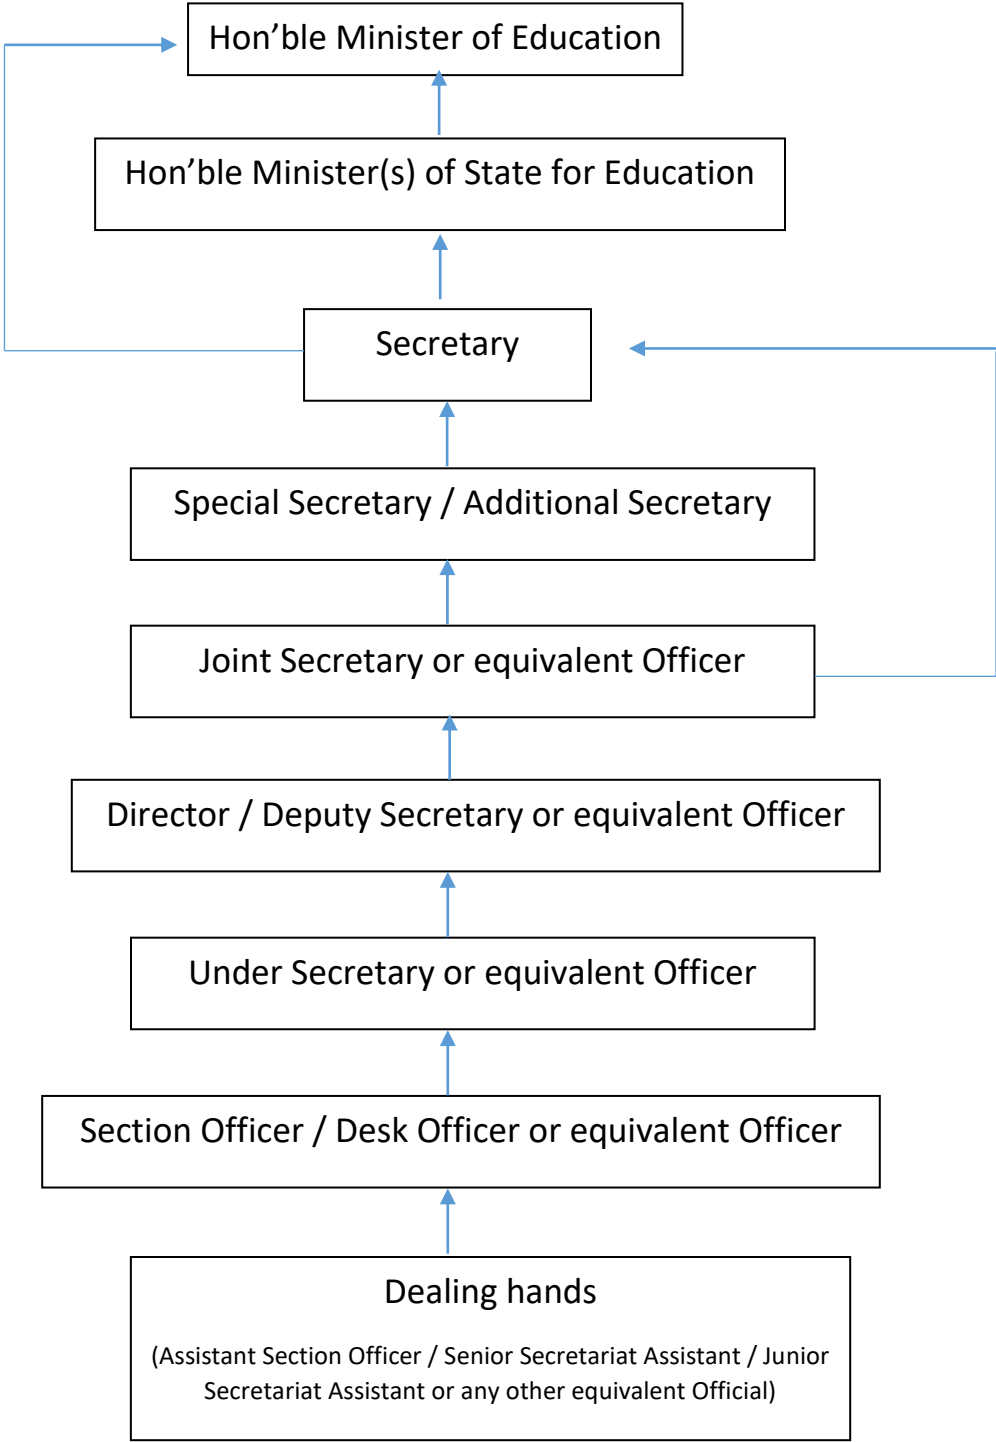 Hon’ble Minister of Education
Hon’ble Minister(s) of State for Education
Secretary
Special Secretary / Additional Secretary
Joint Secretary or equivalent Officer
Director / Deputy Secretary or equivalent Officer
Under Secretary or equivalent Officer
Section Officer / Desk Officer or equivalent Officer
Dealing hands
(Assistant Section Officer / Senior Secretariat Assistant / Junior
Secretariat Assistant or any other equivalent Official)